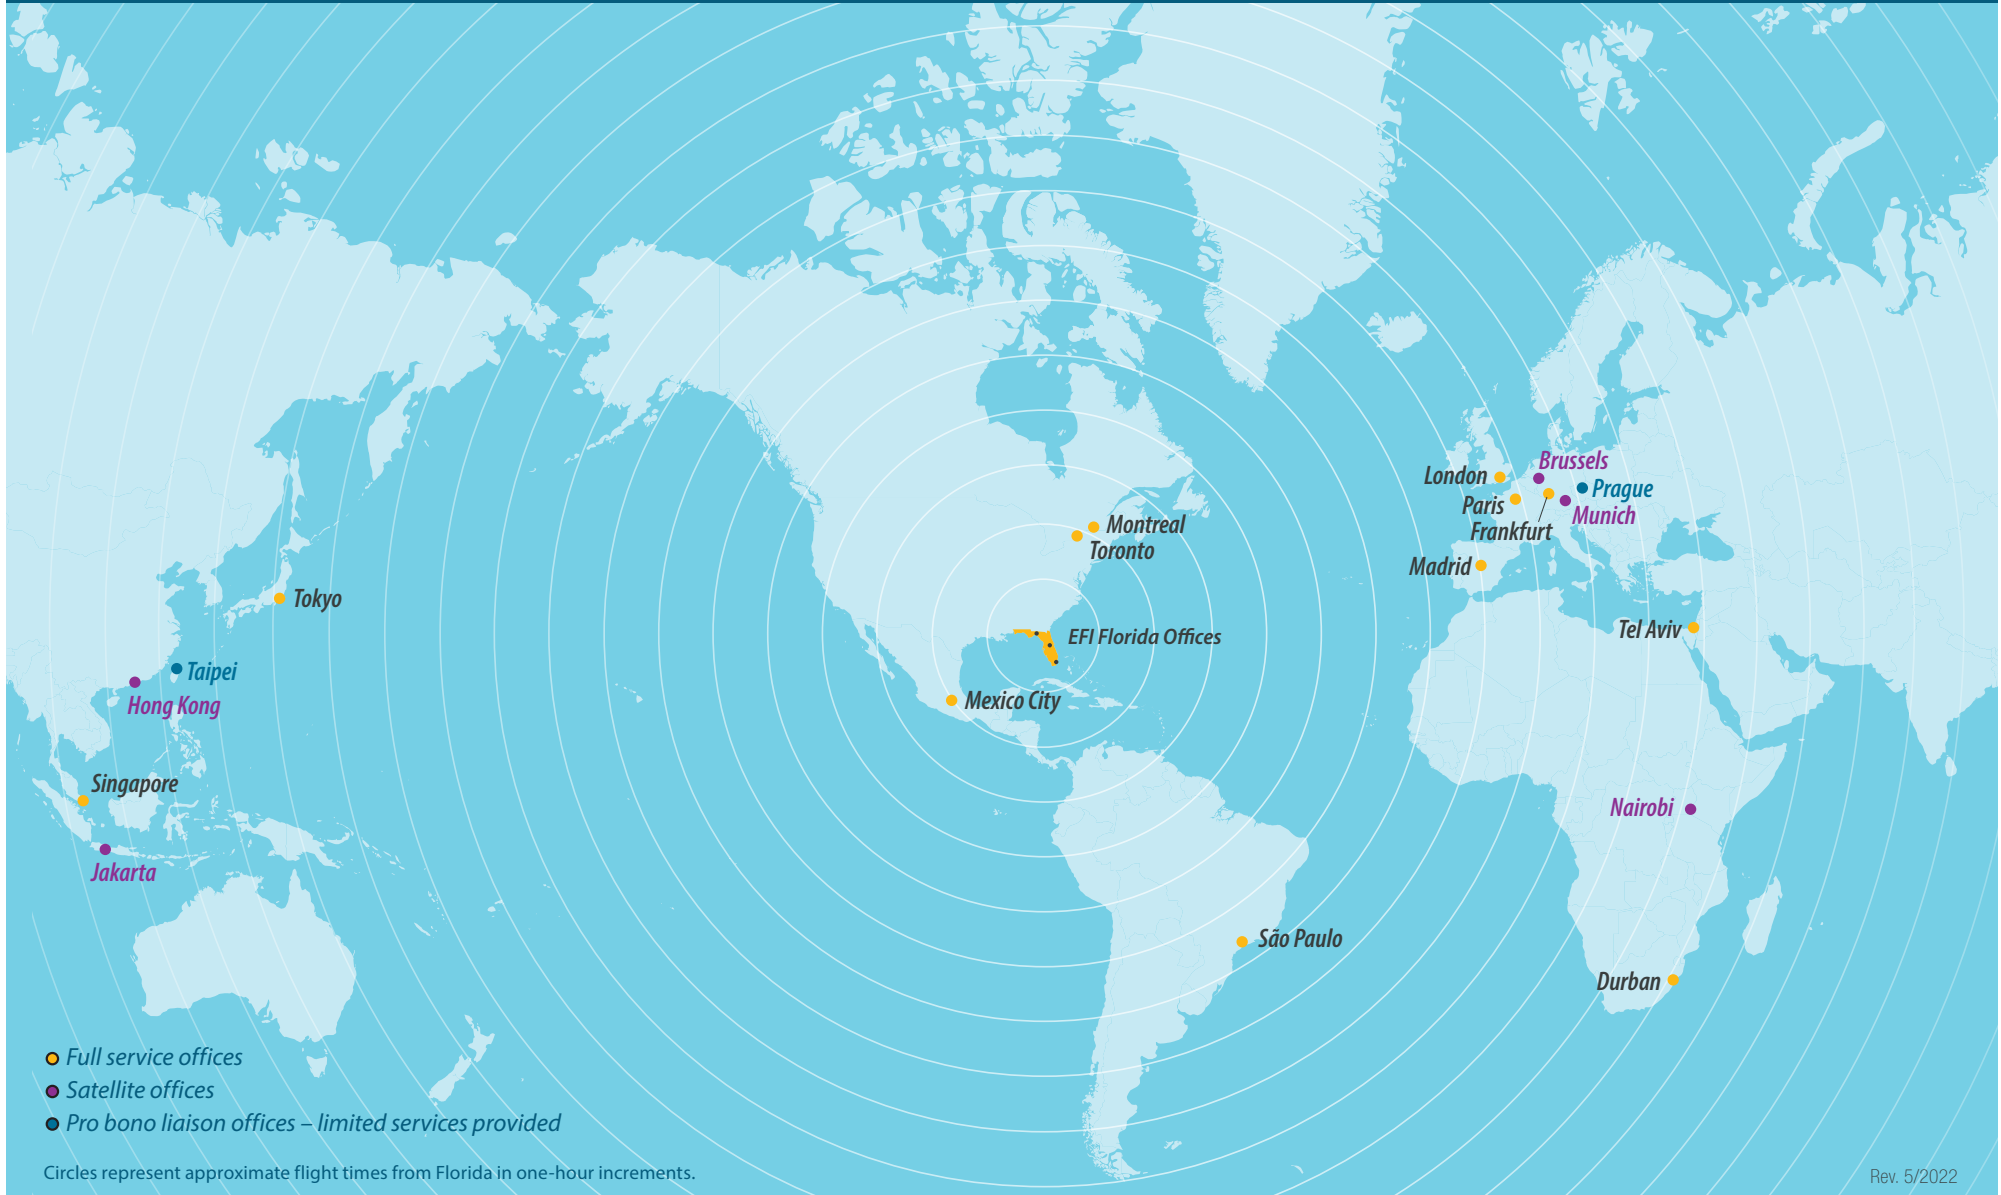 Brussels
London
Prague
Paris
Munich
Frankfurt
Montreal
Toronto
Madrid
Tokyo
Tel Aviv
EFI Florida Offices
Taipei
Mexico City
Hong Kong
Singapore
Nairobi
Jakarta
São Paulo
Durban
Full service offices
Satellite offices
Pro bono liaison offices – limited services provided
Circles represent approximate flight times from Florida in one-hour increments.
Rev. 5/2022